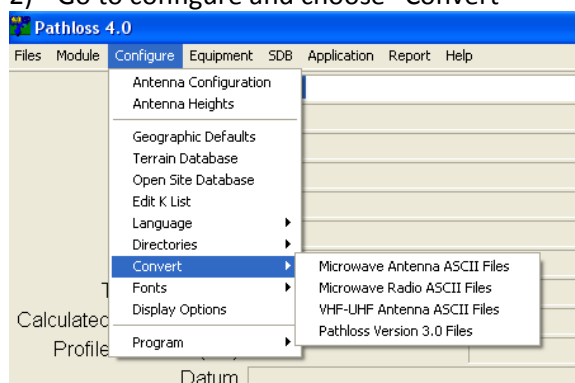 2) Go to configure and choose "Convert"
Pathloss 4.0
Files Module Configure Equipment SDB Application Report Help
Antenna Configuration
Antenna Heights
Geographic Defaults
Terrain Database
Open Site Database
Edit K List
Language
Directories
Convert
Microwave Antenna ASCII Files
Fonts
Microwave Radio ASCII Files
Display Options
VHF-UHF Antenna ASCII Files
Calculated
Pathloss Version 3.0 Files
Profile
Program
Datum